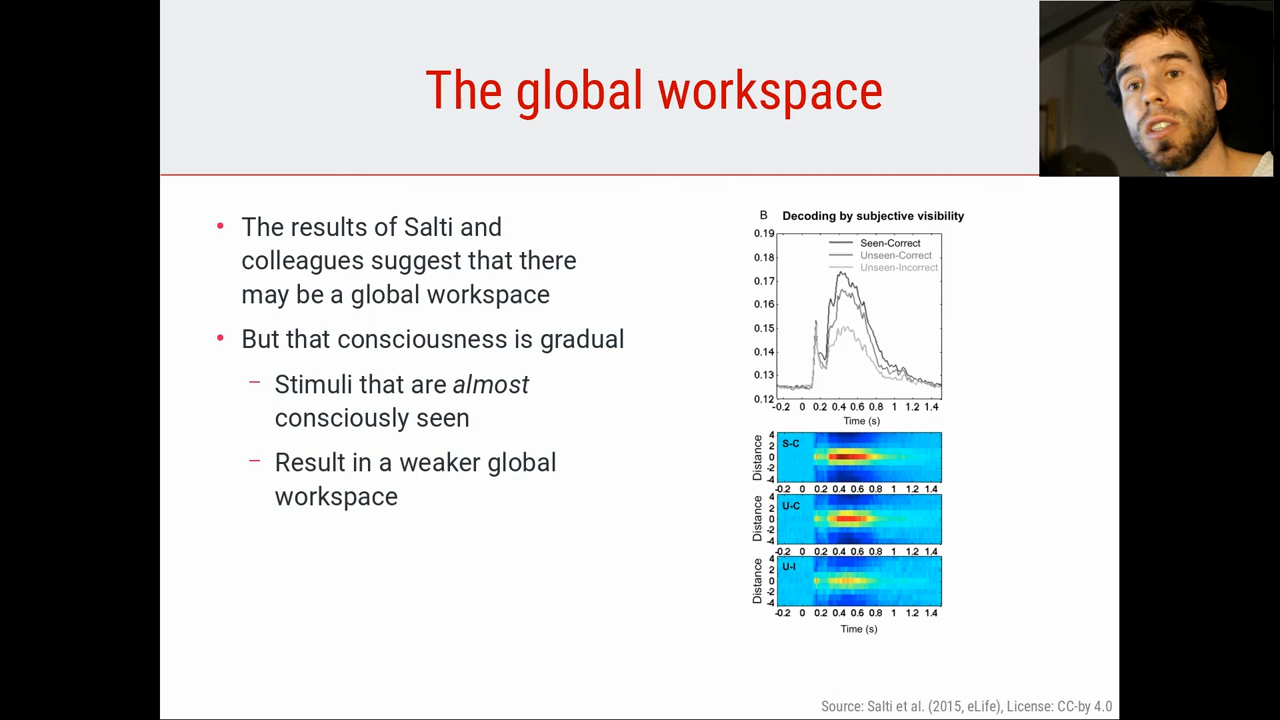 The global workspace
• The results of Salti and
colleagues suggest that there
may be a global workspace
• But that consciousness is gradual
– Stimuli that are almost
consciously seen
– Result in a weaker global
workspace
B Decoding by subjective visibility
0.19
0.18
0.17
0.16
0.15
0.14
0.13
0.12
Seen-Correct
Unseen-Correct
Unseen-Incorrect
-0.2 0 0.2 0.4 0.6 0.8 1 1.2 1.4
Time (s)
Distance
4
2
0
-2
-4
S-C
-0.2 0 0.2 0.4 0.6 0.8 1 1.2 1.4
Distance
4
2
0
-2
-4
U-C
-0.2 0 0.2 0.4 0.6 0.8 1 1.2 1.4
Distance
4
2
0
-2
-4
U-I
-0.2 0 0.2 0.4 0.6 0.8 1 1.2 1.4
Time (s)
Source: Salti et al. (2015, eLife), License: CC-by 4.0